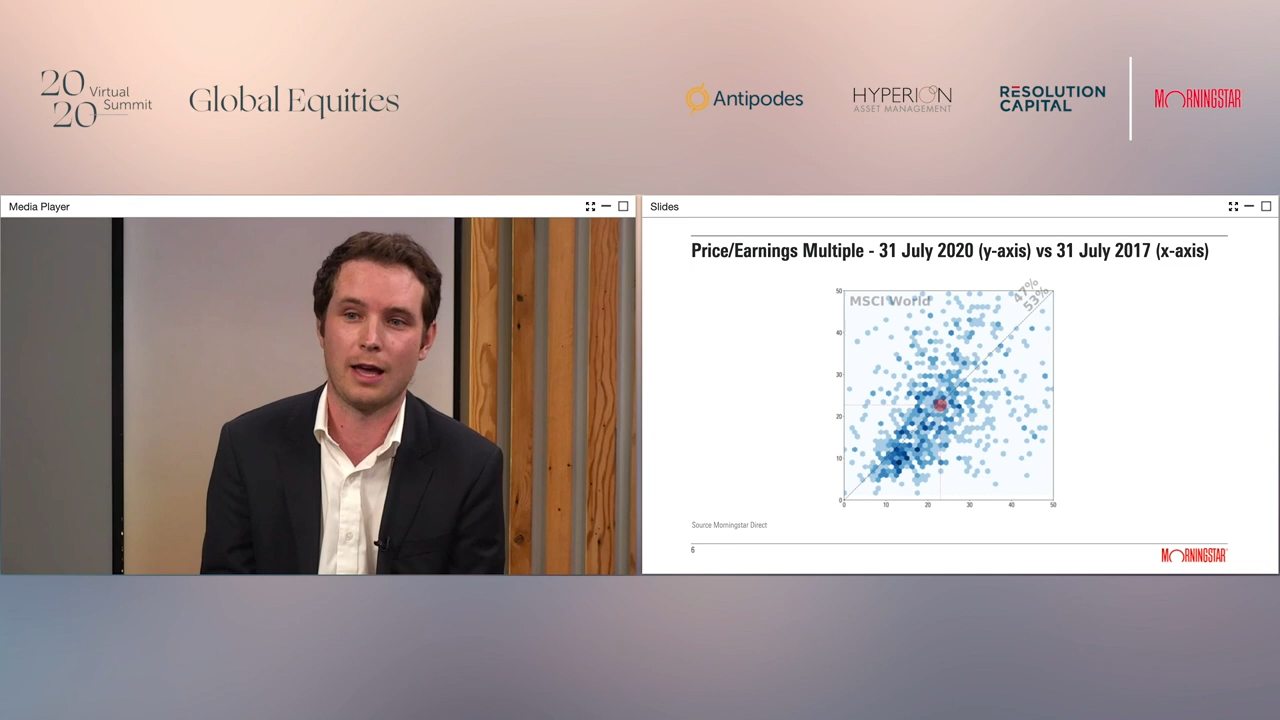 20 Virtual
Summit
20
Global Equities
Antipodes
HYPERION
ASSET MANAGEMENT
RESOLUTION
CAPITAL
MORNINGSTAR
Media Player
Slides
Price/Earnings Multiple - 31 July 2020 (y-axis) vs 31 July 2017 (x-axis)
MSCI World
47%
53%
50
40
30
20
10
0
0 10 20 30 40 50
Source Morningstar Direct
6
MORNINGSTAR